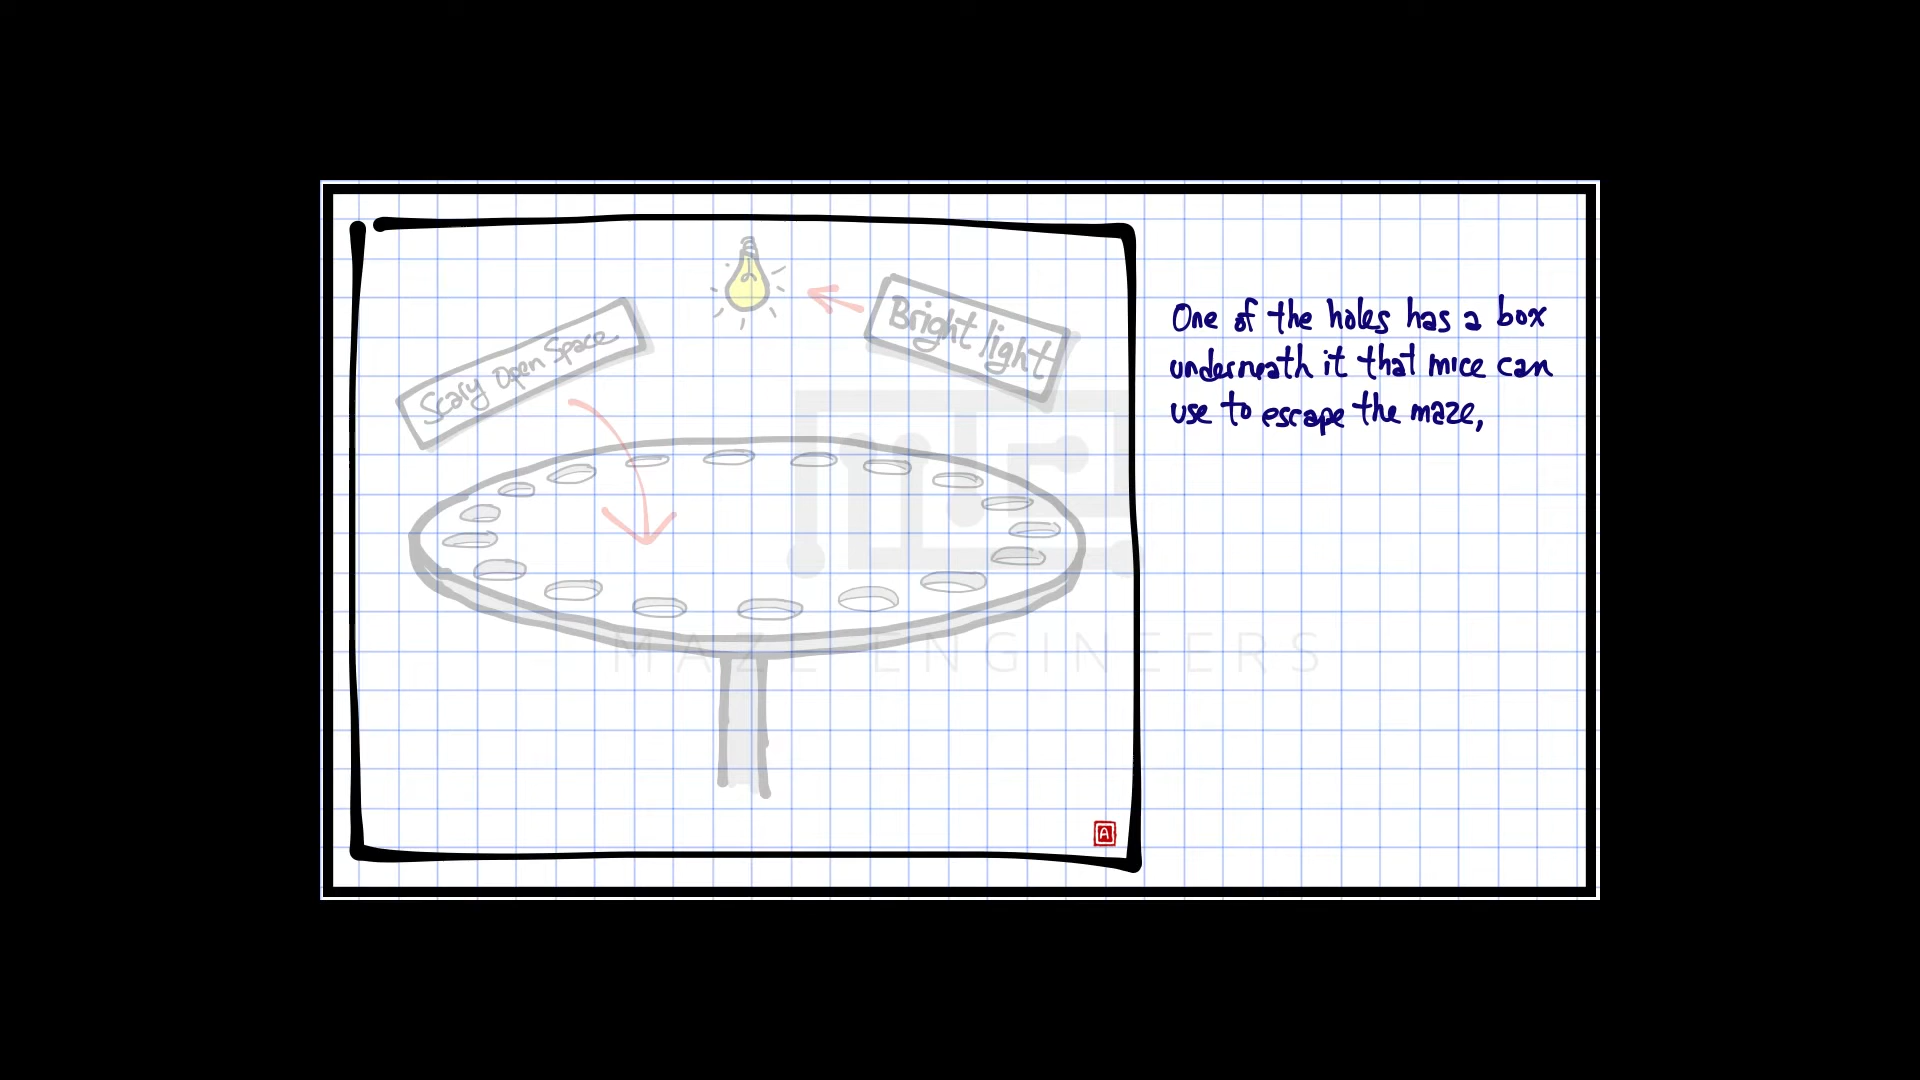 Scary Open Space
Bright light
One of the holes has a box
underneath it that mice can
use to escape the maze,
MAZE ENGINEERS
A